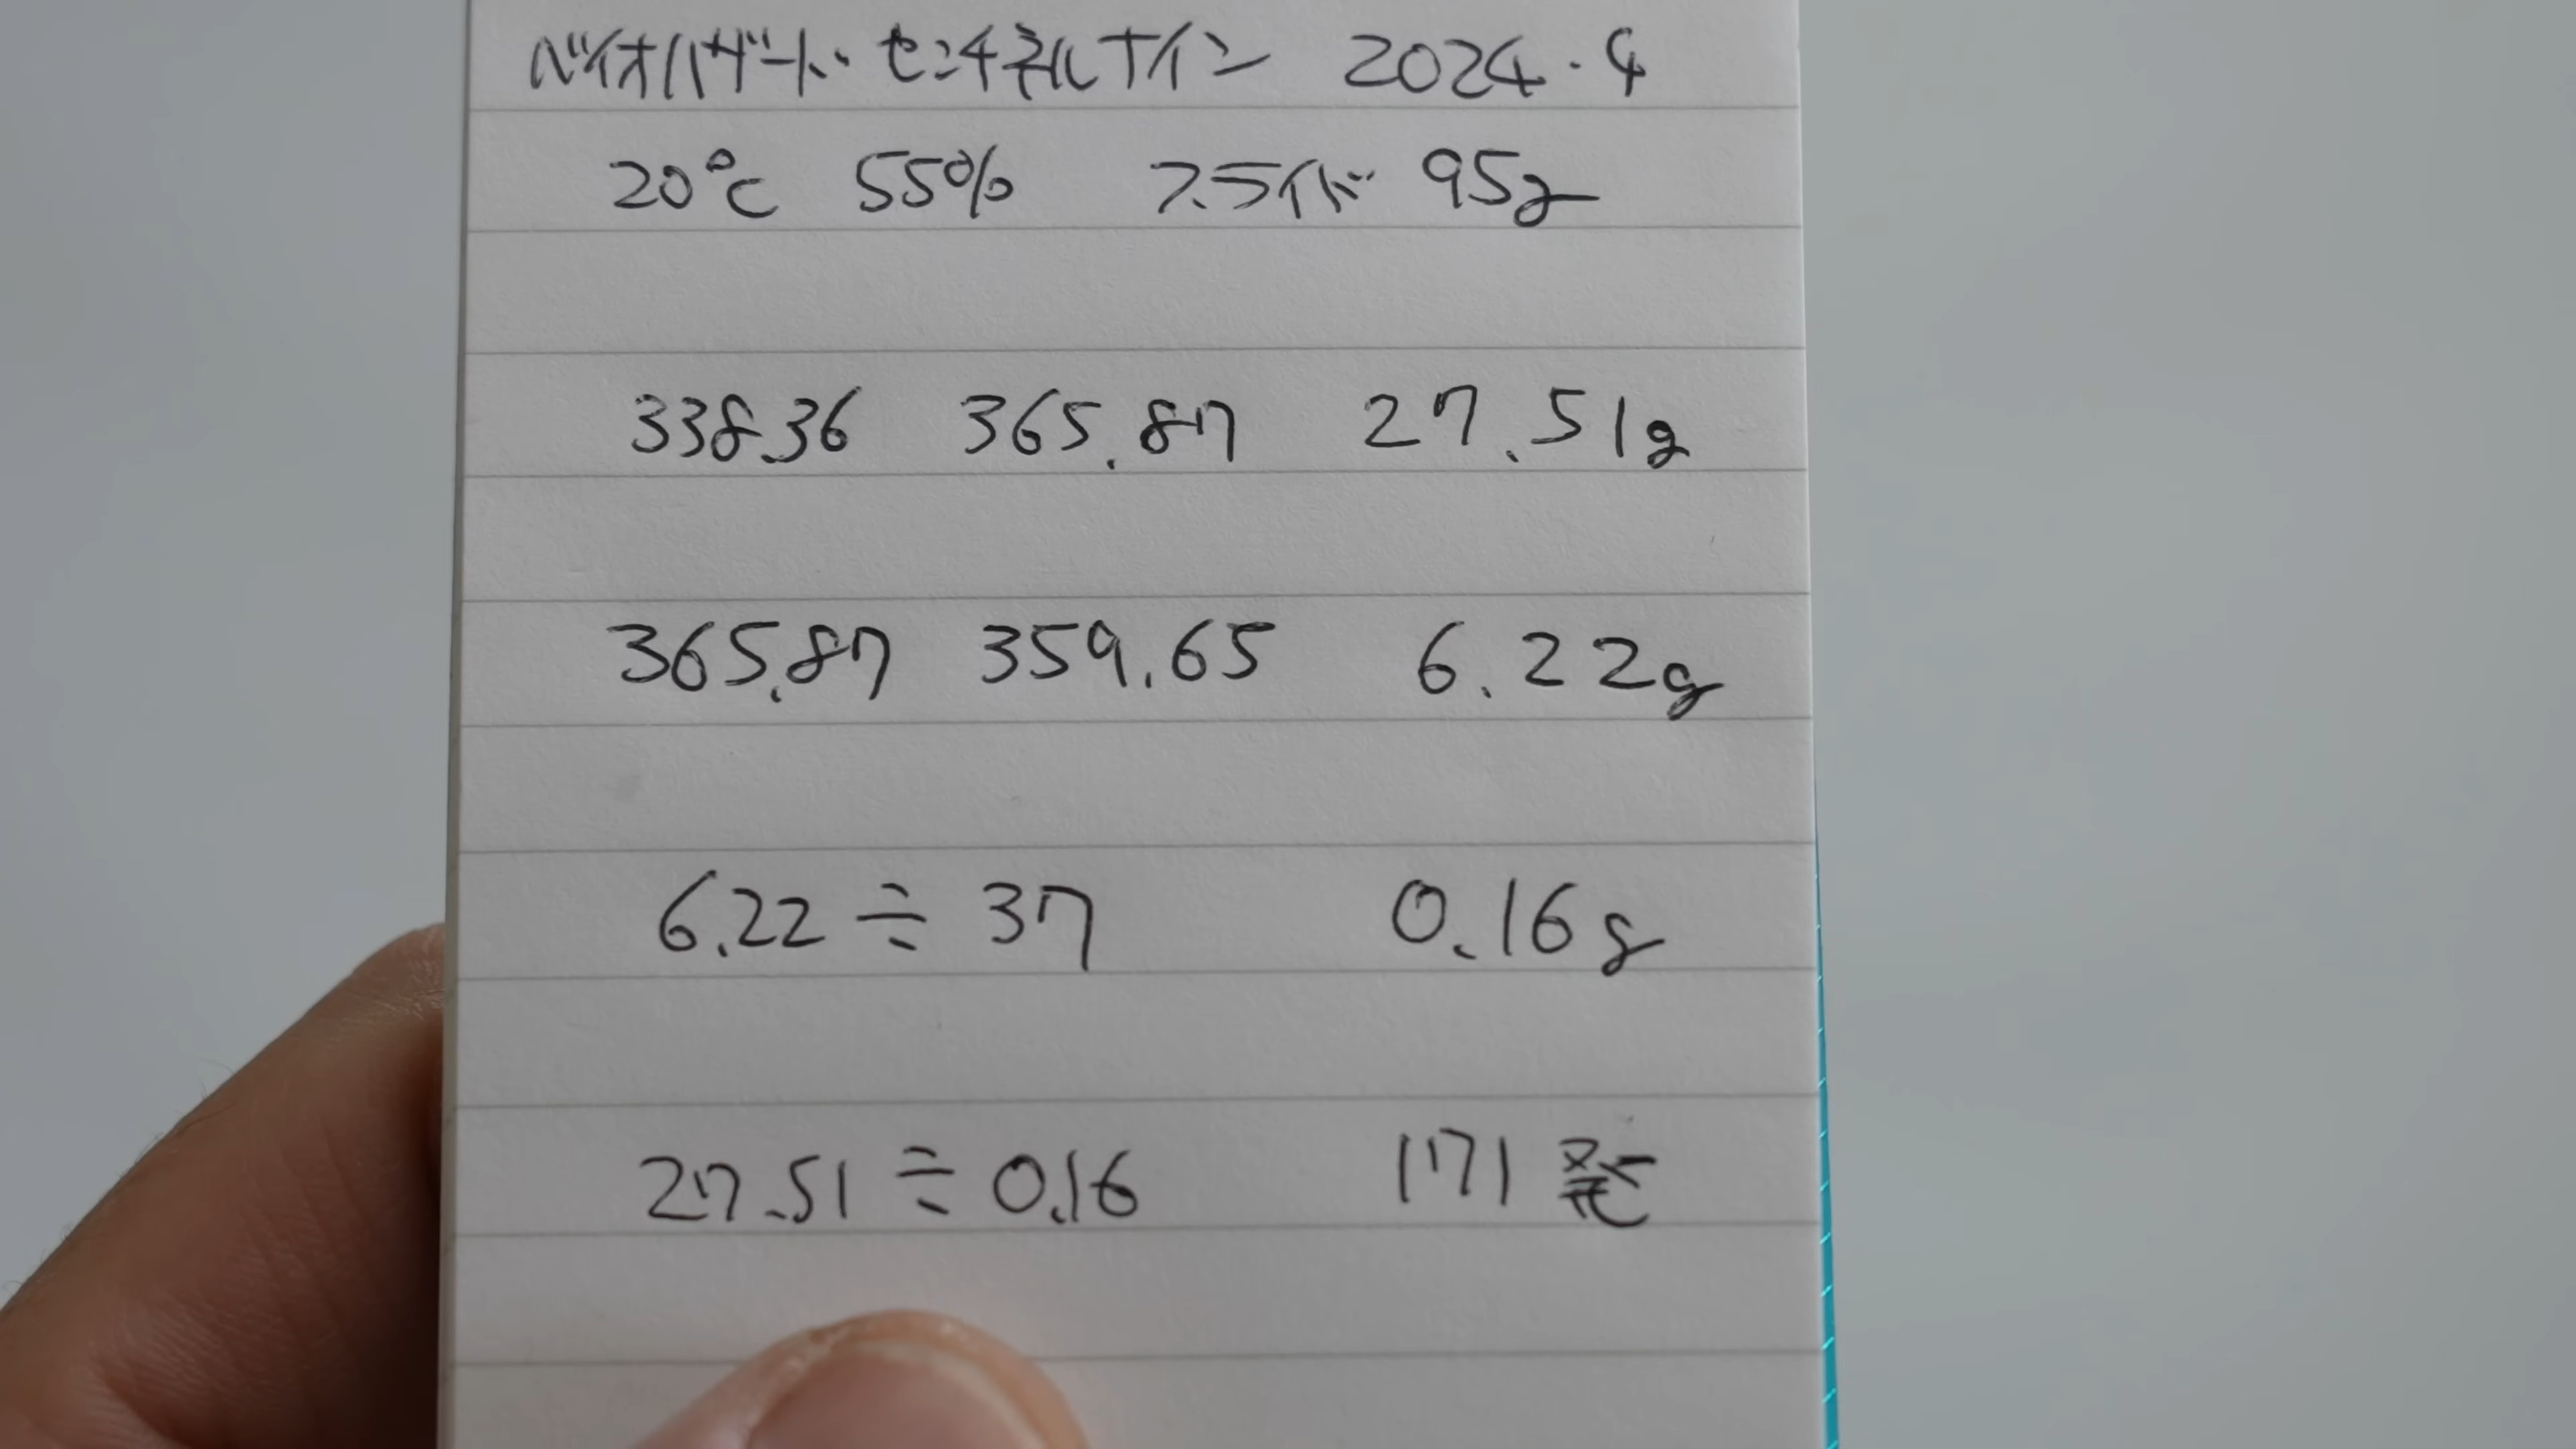 バイオハザード センチネルナイン 2024.4
20℃ 55% スライド 95g
338.36 365.87 27.51g
365.87 359.65 6.22g
6.22÷37 0.16g
27.51÷0.16 171発